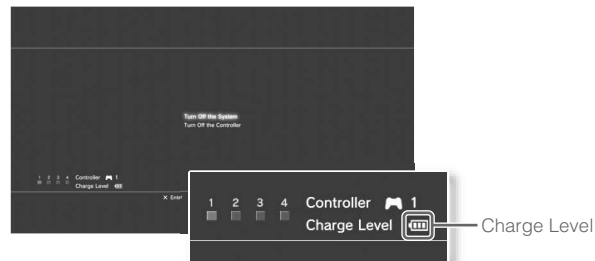 Turn Off the System
Turn Off the Controller
1 2 3 4 Controller 1
Charge Level
X Enter
1 2 3 4 Controller 1
Charge Level
Charge Level